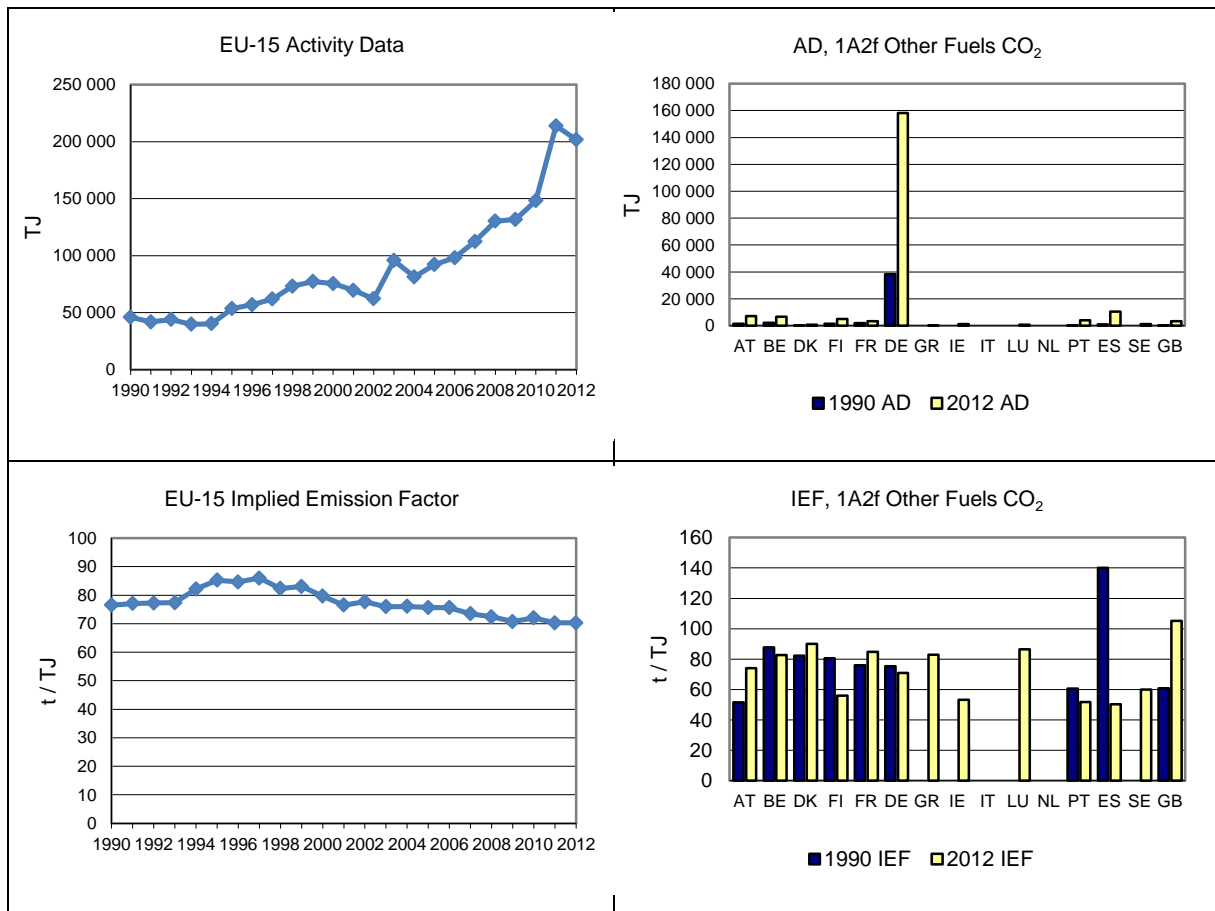 EU-15 Activity Data
250 000
200 000
150 000
100 000
50 000
0
TJ
1990 1992 1994 1996 1998 2000 2002 2004 2006 2008 2010 2012
AD, 1A2f Other Fuels CO₂
180 000
160 000
140 000
120 000
100 000
80 000
60 000
40 000
20 000
0
TJ
AT BE DK FI FR DE GR IE IT LU NL PT ES SE GB
1990 AD 2012 AD
EU-15 Implied Emission Factor
100
90
80
70
60
50
40
30
20
10
0
t / TJ
1990 1992 1994 1996 1998 2000 2002 2004 2006 2008 2010 2012
IEF, 1A2f Other Fuels CO₂
160
140
120
100
80
60
40
20
0
t / TJ
AT BE DK FI FR DE GR IE IT LU NL PT ES SE GB
1990 IEF 2012 IEF